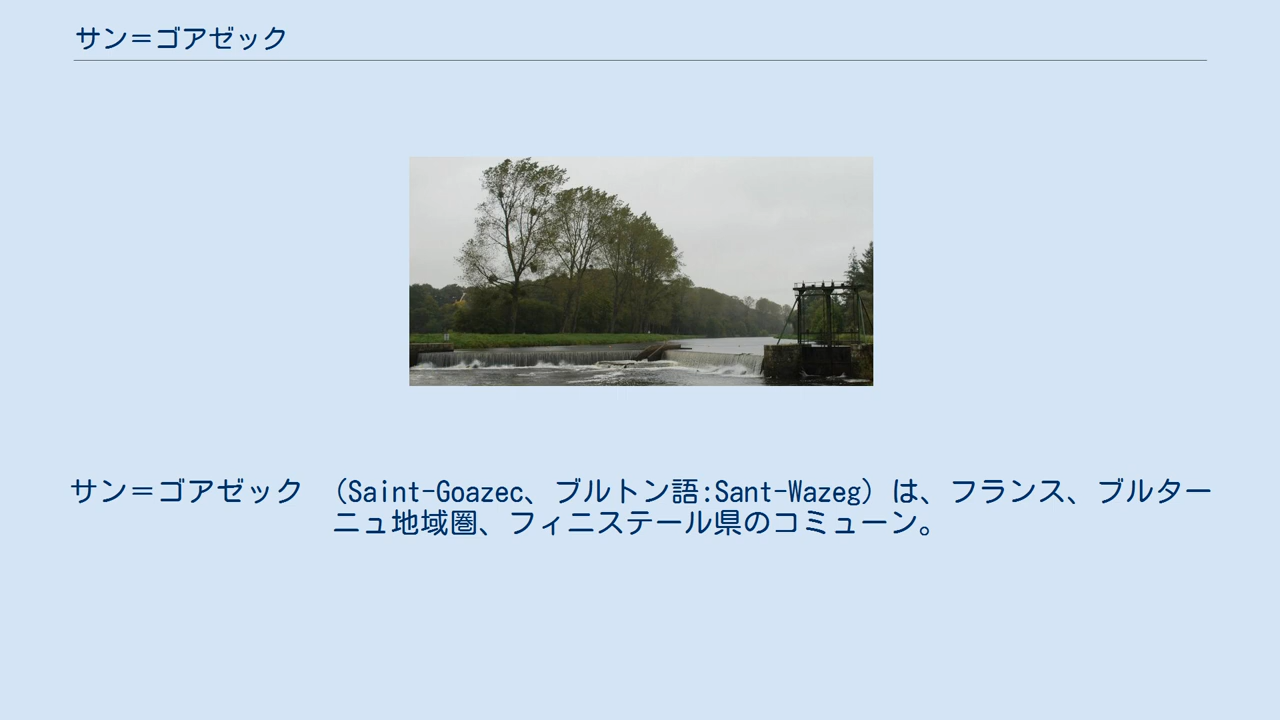 サン＝ゴアゼック
サン＝ゴアゼック　（Saint-Goazec、ブルトン語:Sant-Wazeg）は、フランス、ブルター
ニュ地域圏、フィニステール県のコミューン。